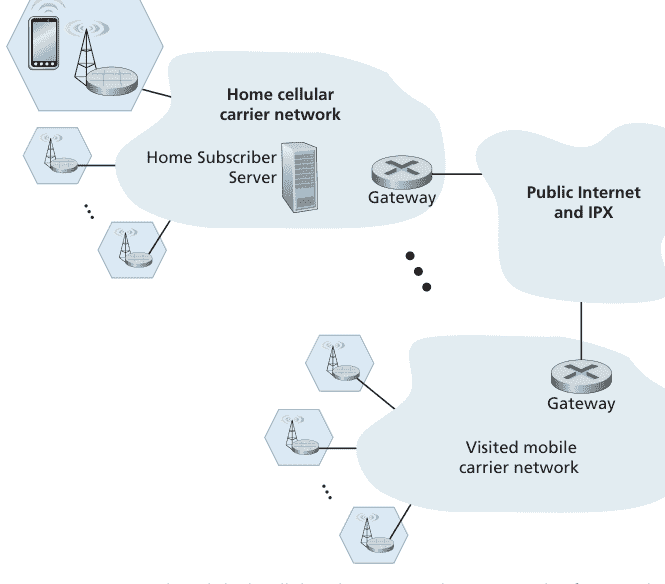 Home cellular
carrier network
Home Subscriber
Server
Gateway
Public Internet
and IPX
Gateway
Visited mobile
carrier network